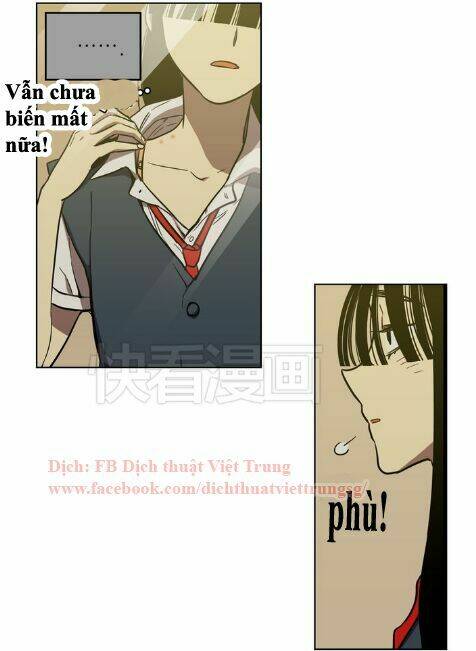 .......
Vẫn chưa
biến mất
nữa!
快看漫画
Dịch: FB Dịch thuật Việt Trung
www.facebook.com/dichthuatviettrungsg/
phù!